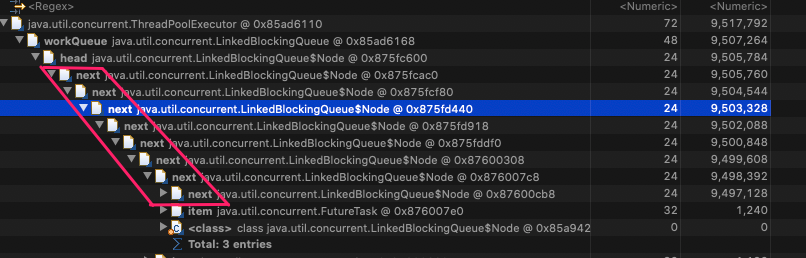 <Regex> <Numeric> <Numeric>
java.util.concurrent.ThreadPoolExecutor @ 0x85ad6110 72 9,517,792
workQueue java.util.concurrent.LinkedBlockingQueue @ 0x85ad6168 48 9,507,264
head java.util.concurrent.LinkedBlockingQueue$Node @ 0x875fc600 24 9,505,784
next java.util.concurrent.LinkedBlockingQueue$Node @ 0x875fcac0 24 9,505,760
next java.util.concurrent.LinkedBlockingQueue$Node @ 0x875fcf80 24 9,504,544
next java.util.concurrent.LinkedBlockingQueue$Node @ 0x875fd440 24 9,503,328
next java.util.concurrent.LinkedBlockingQueue$Node @ 0x875fd918 24 9,502,088
next java.util.concurrent.LinkedBlockingQueue$Node @ 0x875fddf0 24 9,500,848
next java.util.concurrent.LinkedBlockingQueue$Node @ 0x87600308 24 9,499,608
next java.util.concurrent.LinkedBlockingQueue$Node @ 0x876007c8 24 9,498,392
next java.util.concurrent.LinkedBlockingQueue$Node @ 0x87600cb8 24 9,497,128
item java.util.concurrent.FutureTask @ 0x876007e0 32 1,240
<class> class java.util.concurrent.LinkedBlockingQueue$Node @ 0x85a942 0 0
Total: 3 entries